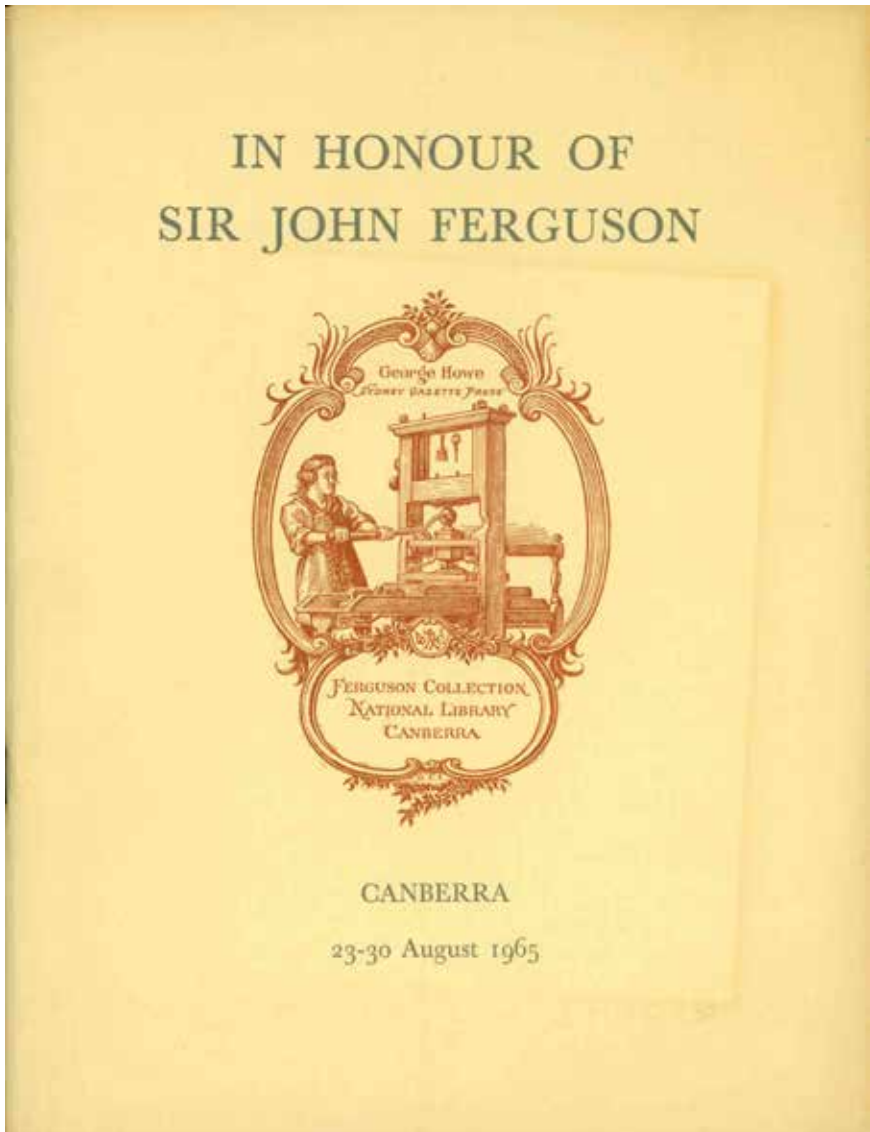 IN HONOUR OF
SIR JOHN FERGUSON
George Howe
SYDNEY GAZETTE PRESS
FERGUSON COLLECTION
NATIONAL LIBRARY
CANBERRA
CANBERRA
23-30 August 1965